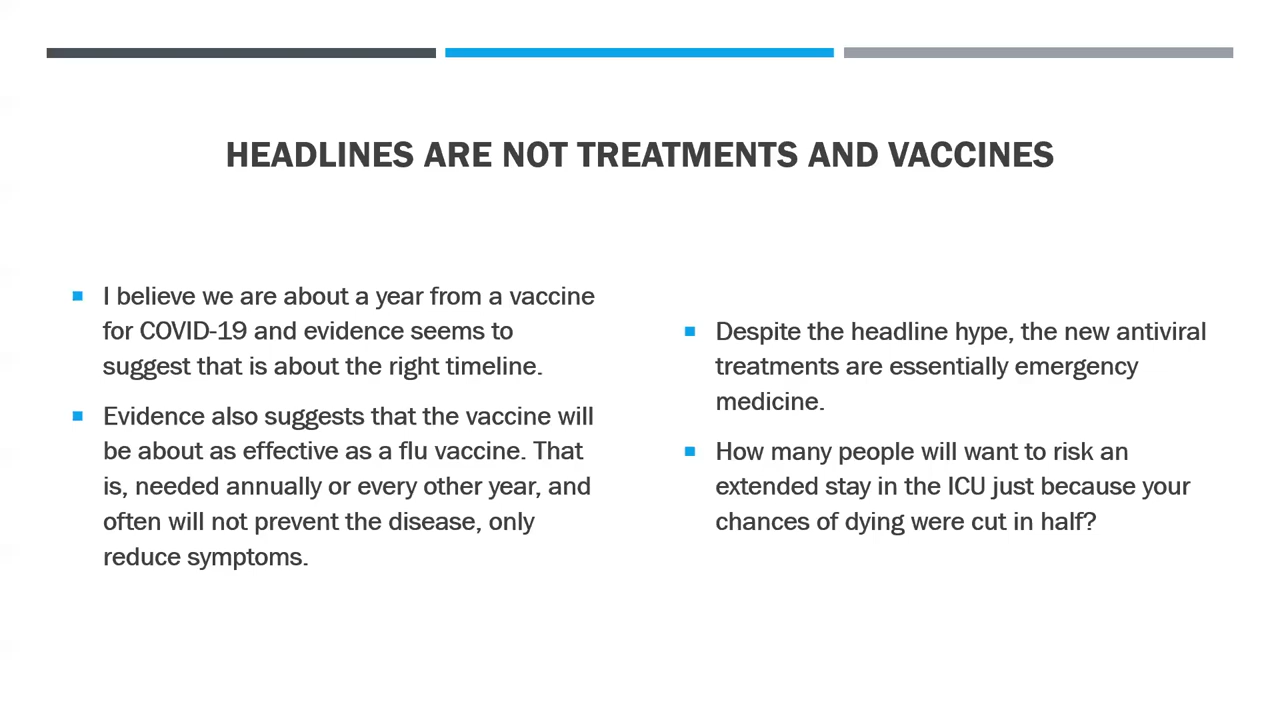 HEADLINES ARE NOT TREATMENTS AND VACCINES
I believe we are about a year from a vaccine
for COVID-19 and evidence seems to
suggest that is about the right timeline.
Evidence also suggests that the vaccine will
be about as effective as a flu vaccine. That
is, needed annually or every other year, and
often will not prevent the disease, only
reduce symptoms.
Despite the headline hype, the new antiviral
treatments are essentially emergency
medicine.
How many people will want to risk an
extended stay in the ICU just because your
chances of dying were cut in half?